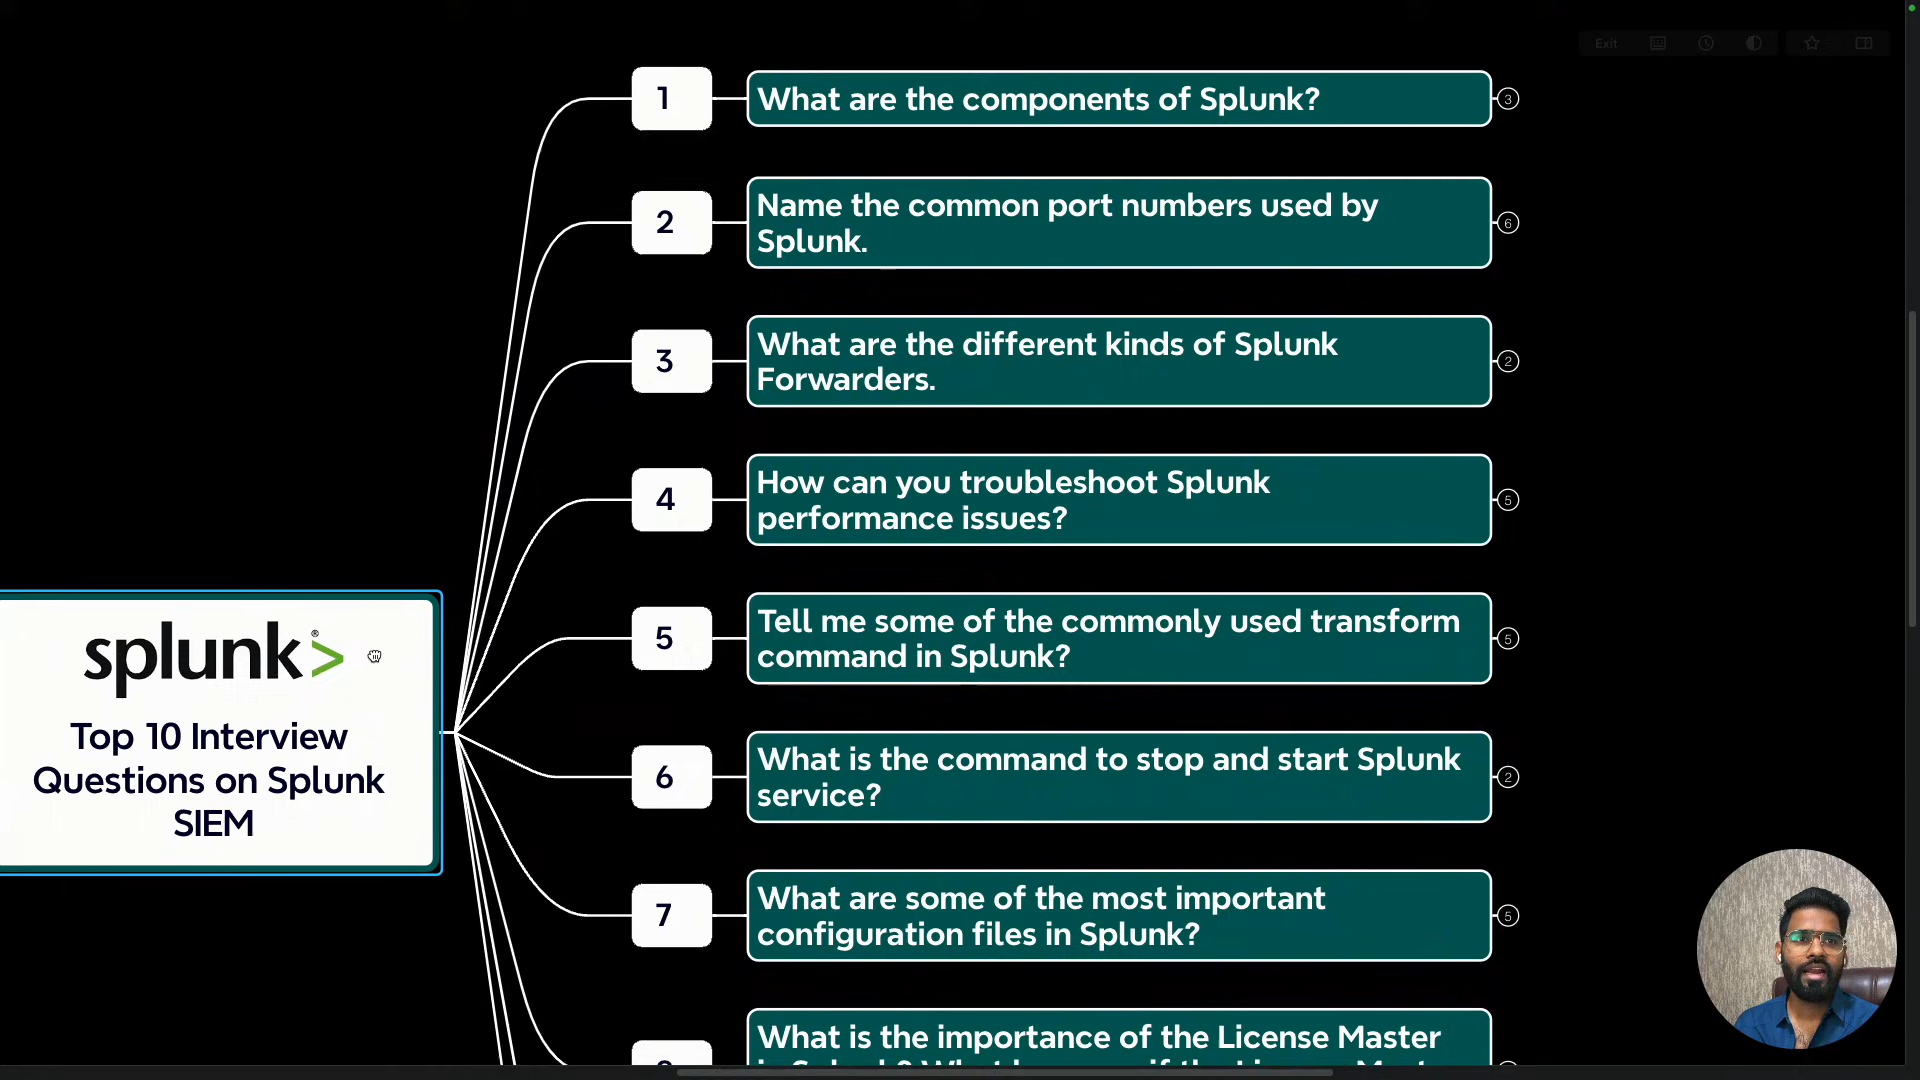 Exit
1
What are the components of Splunk?
3
2
Name the common port numbers used by
Splunk.
6
3
What are the different kinds of Splunk
Forwarders.
2
4
How can you troubleshoot Splunk
performance issues?
5
5
Tell me some of the commonly used transform
command in Splunk?
5
6
What is the command to stop and start Splunk
service?
2
7
What are some of the most important
configuration files in Splunk?
5
What is the importance of the License Master
splunk>®
Top 10 Interview
Questions on Splunk
SIEM